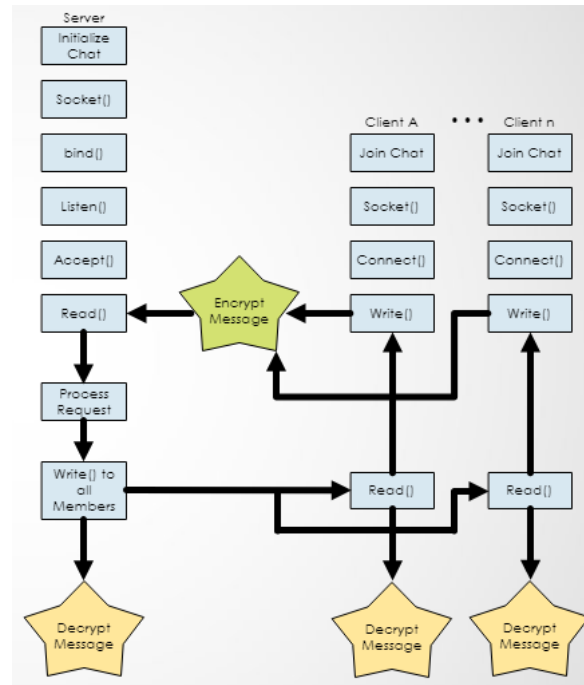 Server
Initialize
Chat
Socket()
bind()
Listen()
Accept()
Read()
Process
Request
Write() to
all
Members
Decrypt
Message
Encrypt
Message
Client A
Join Chat
Socket()
Connect()
Write()
Read()
Decrypt
Message
• • •
Client n
Join Chat
Socket()
Connect()
Write()
Read()
Decrypt
Message